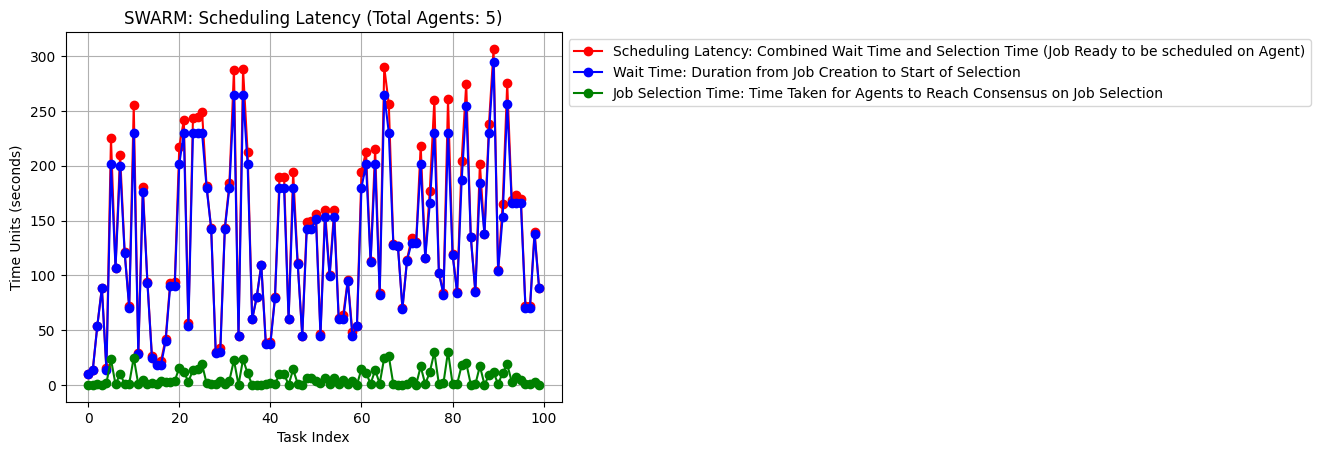 SWARM: Scheduling Latency (Total Agents: 5)
Scheduling Latency: Combined Wait Time and Selection Time (Job Ready to be scheduled on Agent)
Wait Time: Duration from Job Creation to Start of Selection
Job Selection Time: Time Taken for Agents to Reach Consensus on Job Selection
Time Units (seconds)
300
250
200
150
100
50
0
0 20 40 60 80 100
Task Index